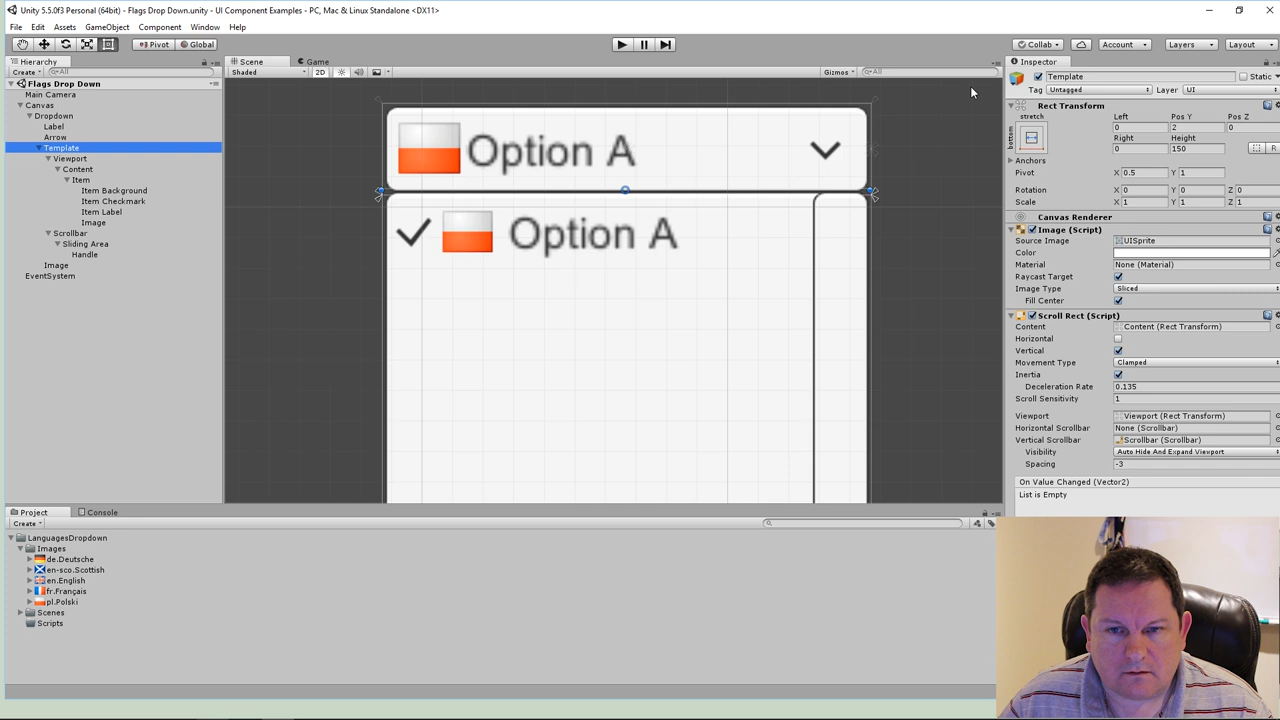 Unity 5.5.0f3 Personal (64bit) - Flags Drop Down.unity - UI Component Examples - PC, Mac & Linux Standalone <DX11>
File Edit Assets GameObject Component Window Help
Pivot Global Collab Account Layers Layout
Hierarchy
Create All
Flags Drop Down
Main Camera
Canvas
Dropdown
Label
Arrow
Template
Viewport
Content
Item
Item Background
Item Checkmark
Item Label
Image
Scrollbar
Sliding Area
Handle
Image
EventSystem
Scene Game
Shaded 2D Gizmos All
Option A
Option A
Inspector
Template Static
Tag Untagged Layer UI
Rect Transform
stretch Left Pos Y Pos Z
0 2 0
bottom
Right Height
0 150 R
Anchors
Pivot X 0.5 Y 1
Rotation X 0 Y 0 Z 0
Scale X 1 Y 1 Z 1
Canvas Renderer
Image (Script)
Source Image UISprite
Color
Material None (Material)
Raycast Target
Image Type Sliced
Fill Center
Scroll Rect (Script)
Content Content (Rect Transform)
Horizontal
Vertical
Movement Type Clamped
Inertia
Deceleration Rate 0.135
Scroll Sensitivity 1
Viewport Viewport (Rect Transform)
Horizontal Scrollbar None (Scrollbar)
Vertical Scrollbar Scrollbar (Scrollbar)
Visibility Auto Hide And Expand Viewport
Spacing -3
On Value Changed (Vector2)
List is Empty
Project Console
Create
LanguagesDropdown
Images
de.Deutsche
en-sco.Scottish
en.English
fr.Français
pl.Polski
Scenes
Scripts